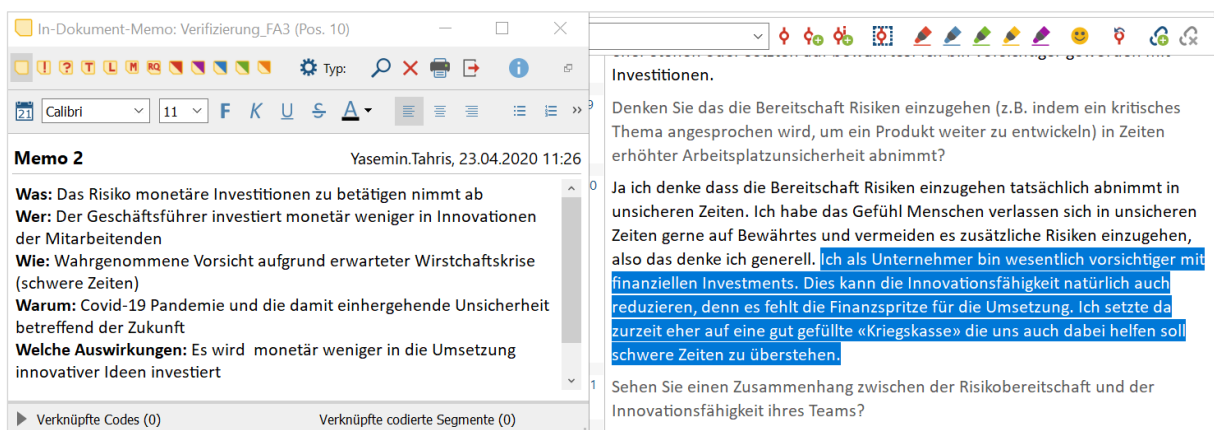 In-Dokument-Memo: Verifizierung_FA3 (Pos. 10)
! ? T L M RQ Typ:
21 Calibri 11 F K U S A
Memo 2 Yasemin.Tahris, 23.04.2020 11:26
Was: Das Risiko monetäre Investitionen zu betätigen nimmt ab
Wer: Der Geschäftsführer investiert monetär weniger in Innovationen
der Mitarbeitenden
Wie: Wahrgenommene Vorsicht aufgrund erwarteter Wirstchaftskrise
(schwere Zeiten)
Warum: Covid-19 Pandemie und die damit einhergehende Unsicherheit
betreffend der Zukunft
Welche Auswirkungen: Es wird monetär weniger in die Umsetzung
innovativer Ideen investiert
Verknüpfte Codes (0) Verknüpfte codierte Segmente (0)
Investitionen.
9 Denken Sie das die Bereitschaft Risiken einzugehen (z.B. indem ein kritisches
Thema angesprochen wird, um ein Produkt weiter zu entwickeln) in Zeiten
erhöhter Arbeitsplatzunsicherheit abnimmt?
0 Ja ich denke dass die Bereitschaft Risiken einzugehen tatsächlich abnimmt in
unsicheren Zeiten. Ich habe das Gefühl Menschen verlassen sich in unsicheren
Zeiten gerne auf Bewährtes und vermeiden es zusätzliche Risiken einzugehen,
also das denke ich generell. Ich als Unternehmer bin wesentlich vorsichtiger mit
finanziellen Investments. Dies kann die Innovationsfähigkeit natürlich auch
reduzieren, denn es fehlt die Finanzspritze für die Umsetzung. Ich setzte da
zurzeit eher auf eine gut gefüllte «Kriegskasse» die uns auch dabei helfen soll
schwere Zeiten zu überstehen.
1 Sehen Sie einen Zusammenhang zwischen der Risikobereitschaft und der
Innovationsfähigkeit ihres Teams?